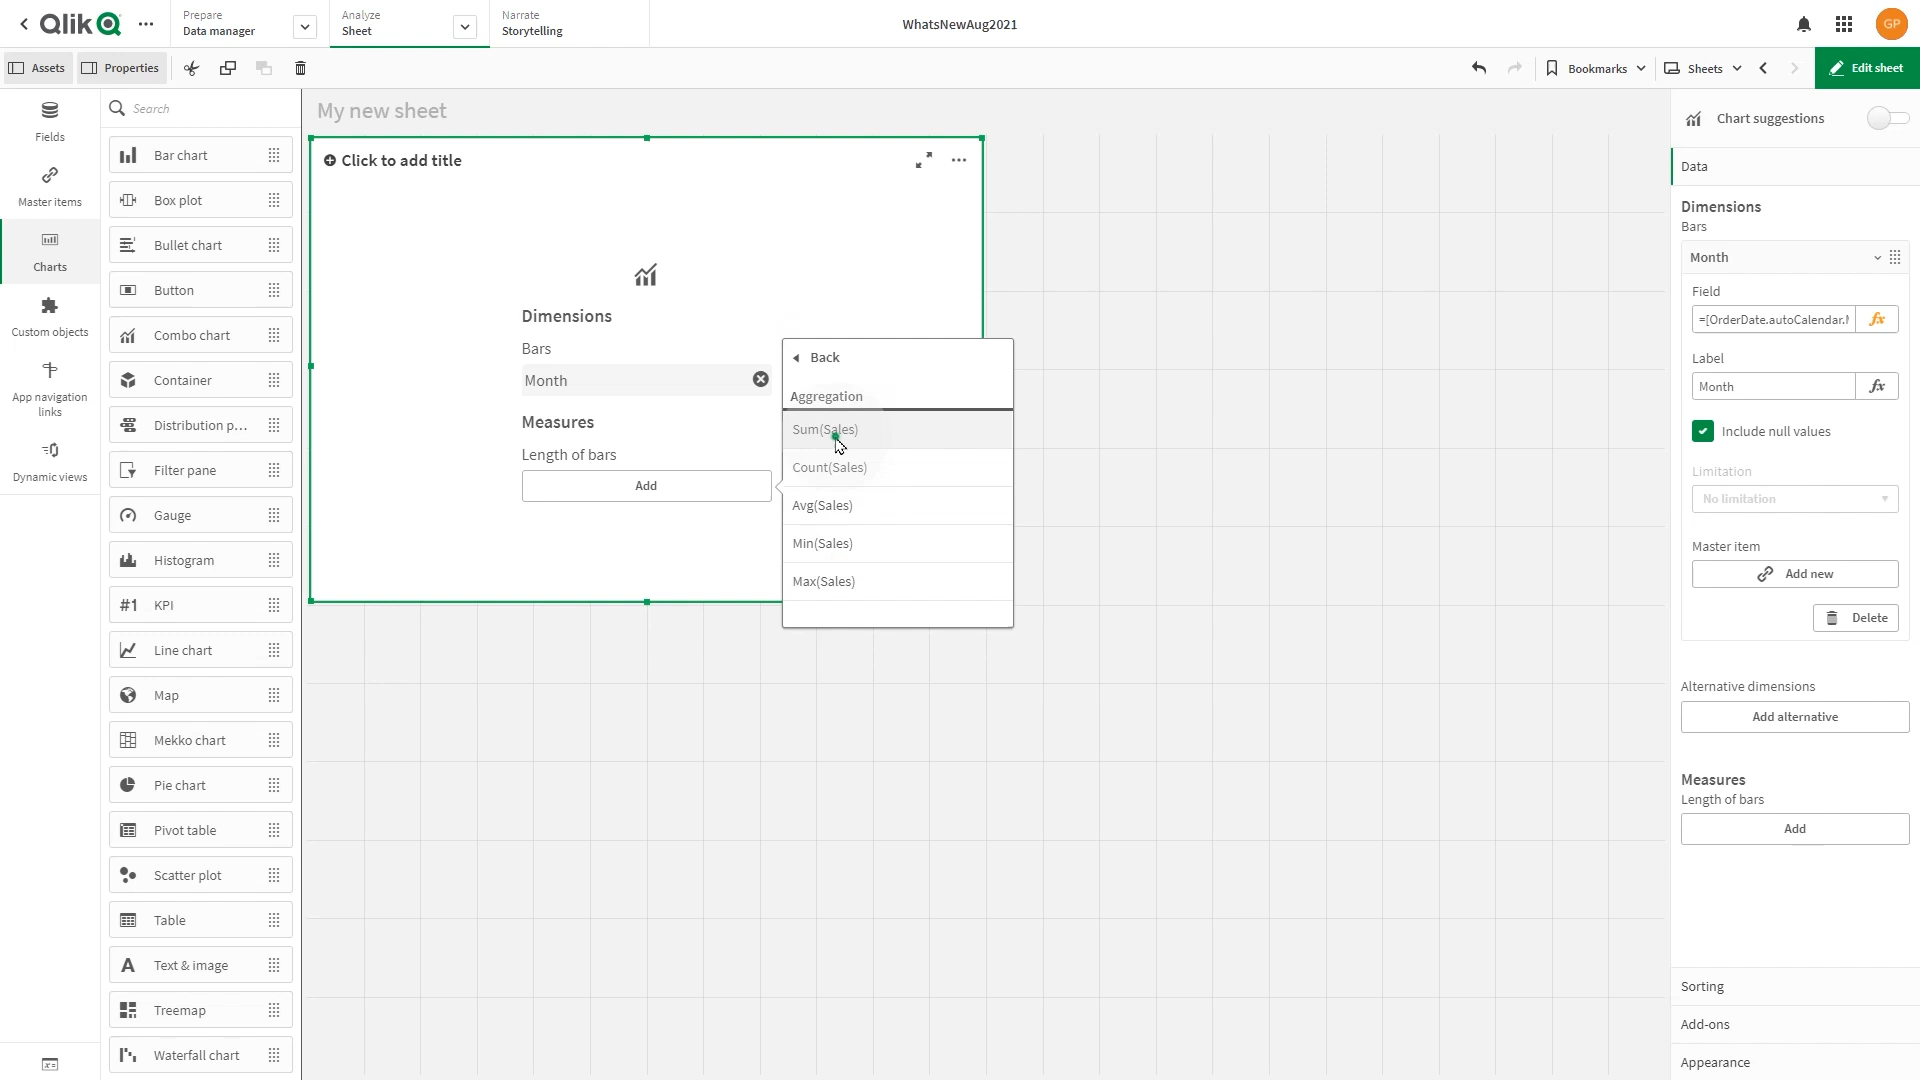 Qlik
Prepare
Data manager
Analyze
Sheet
Narrate
Storytelling
WhatsNewAug2021
GP
Assets
Properties
Bookmarks
Sheets
Edit sheet
Fields
Master items
Charts
Custom objects
App navigation
links
Dynamic views
Search
Bar chart
Box plot
Bullet chart
Button
Combo chart
Container
Distribution p...
Filter pane
Gauge
Histogram
#1 KPI
Line chart
Map
Mekko chart
Pie chart
Pivot table
Scatter plot
Table
A Text & image
Treemap
Waterfall chart
My new sheet
Click to add title
Dimensions
Bars
Month
Measures
Length of bars
Add
Back
Aggregation
Sum(Sales)
Count(Sales)
Avg(Sales)
Min(Sales)
Max(Sales)
Chart suggestions
Data
Dimensions
Bars
Month
Field
=[OrderDate.autoCalendar.
fx
Label
Month
fx
Include null values
Limitation
No limitation
Master item
Add new
Delete
Alternative dimensions
Add alternative
Measures
Length of bars
Add
Sorting
Add-ons
Appearance